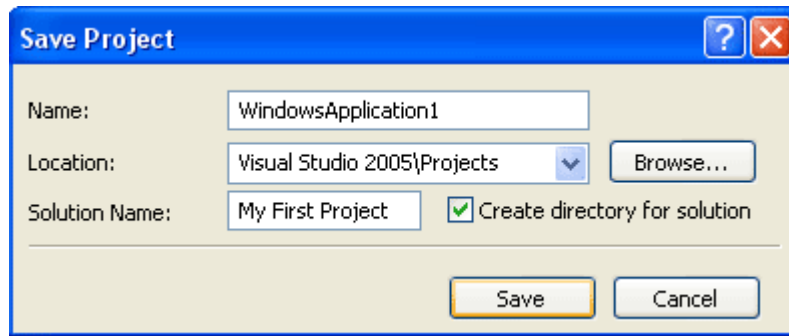 Save Project
Name: WindowsApplication1
Location: Visual Studio 2005\Projects Browse...
Solution Name: My First Project Create directory for solution
Save Cancel